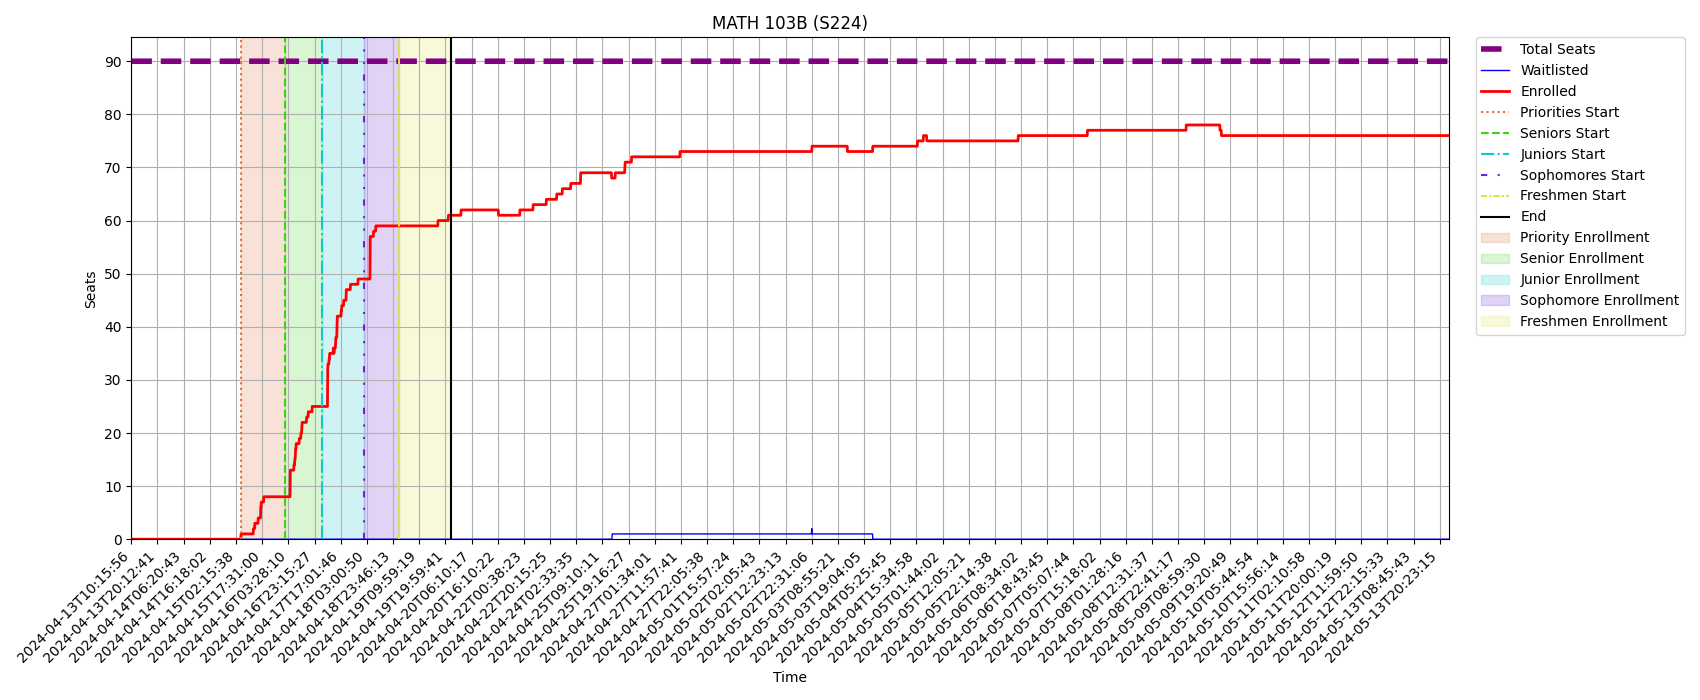 MATH 103B (S224)
Seats
90
80
70
60
50
40
30
20
10
0
2024-04-13T10:15:56
2024-04-13T20:12:41
2024-04-14T06:20:43
2024-04-14T16:18:02
2024-04-15T02:15:38
2024-04-15T17:31:00
2024-04-16T03:28:10
2024-04-16T23:15:27
2024-04-17T17:01:46
2024-04-18T03:00:50
2024-04-18T23:46:13
2024-04-19T09:59:19
2024-04-19T19:59:41
2024-04-20T06:10:17
2024-04-20T16:10:22
2024-04-22T00:38:23
2024-04-22T20:15:25
2024-04-24T02:33:35
2024-04-25T09:10:11
2024-04-25T19:16:27
2024-04-27T01:34:01
2024-04-27T11:57:41
2024-04-27T22:05:38
2024-05-01T15:57:24
2024-05-02T02:05:43
2024-05-02T12:23:13
2024-05-02T22:31:06
2024-05-03T08:55:21
2024-05-03T19:04:05
2024-05-04T05:25:45
2024-05-04T15:34:58
2024-05-05T01:44:02
2024-05-05T12:05:21
2024-05-05T22:14:38
2024-05-06T08:34:02
2024-05-06T18:43:45
2024-05-07T05:07:44
2024-05-07T15:18:02
2024-05-08T01:28:16
2024-05-08T12:31:37
2024-05-08T22:41:17
2024-05-09T08:59:30
2024-05-09T19:20:49
2024-05-10T05:44:54
2024-05-10T15:56:14
2024-05-11T02:10:58
2024-05-11T20:00:19
2024-05-12T11:59:50
2024-05-12T22:15:33
2024-05-13T08:45:43
2024-05-13T20:23:15
Time
Total Seats
Waitlisted
Enrolled
Priorities Start
Seniors Start
Juniors Start
Sophomores Start
Freshmen Start
End
Priority Enrollment
Senior Enrollment
Junior Enrollment
Sophomore Enrollment
Freshmen Enrollment